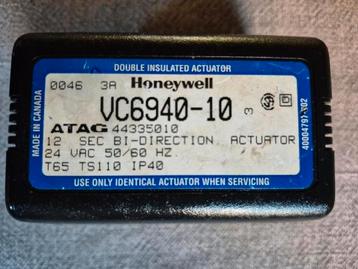 DOUBLE INSULATED ACTUATOR
0046 3A Honeywell
VC6940-10 3
ATAG 44335010
12 SEC BI-DIRECTION ACTUATOR
24 VAC 50/60 HZ
T65 TS110 IP40
USE ONLY IDENTICAL ACTUATOR WHEN SERVICING
MADE IN CANADA